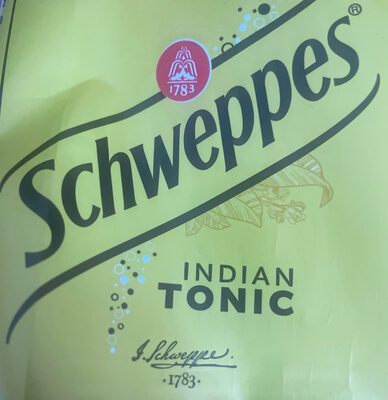 1783
Schweppes®
INDIAN
TONIC
J. Schweppe.
·1783·